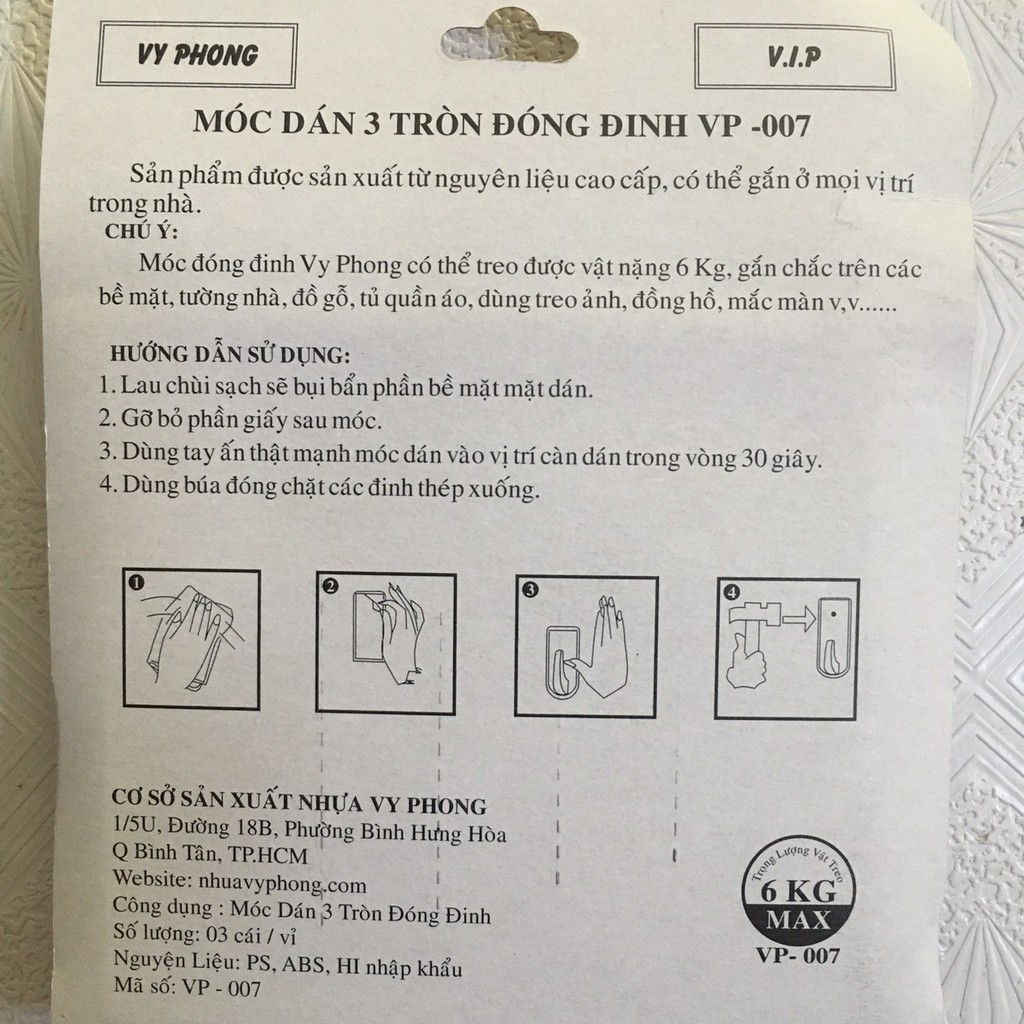 VY PHONG
V.I.P
MÓC DÁN 3 TRÒN ĐÓNG ĐINH VP -007
Sản phẩm được sản xuất từ nguyên liệu cao cấp, có thể gắn ở mọi vị trí
trong nhà.
CHÚ Ý:
Móc đóng đinh Vy Phong có thể treo được vật nặng 6 Kg, gắn chắc trên các
bề mặt, tường nhà, đồ gỗ, tủ quần áo, dùng treo ảnh, đồng hồ, mắc màn v,v......
HƯỚNG DẪN SỬ DỤNG:
1. Lau chùi sạch sẽ bụi bẩn phần bề mặt mặt dán.
2. Gỡ bỏ phần giấy sau móc.
3. Dùng tay ấn thật mạnh móc dán vào vị trí càn dán trong vòng 30 giây.
4. Dùng búa đóng chặt các đinh thép xuống.
1
2
3
4
CƠ SỞ SẢN XUẤT NHỰA VY PHONG
1/5U, Đường 18B, Phường Bình Hưng Hòa
Q Bình Tân, TP.HCM
Website: nhuavyphong.com
Công dụng : Móc Dán 3 Tròn Đóng Đinh
Số lượng: 03 cái / vỉ
Nguyện Liệu: PS, ABS, HI nhập khẩu
Mã số: VP - 007
Trọng Lượng Vật Treo
6 KG
MAX
VP- 007